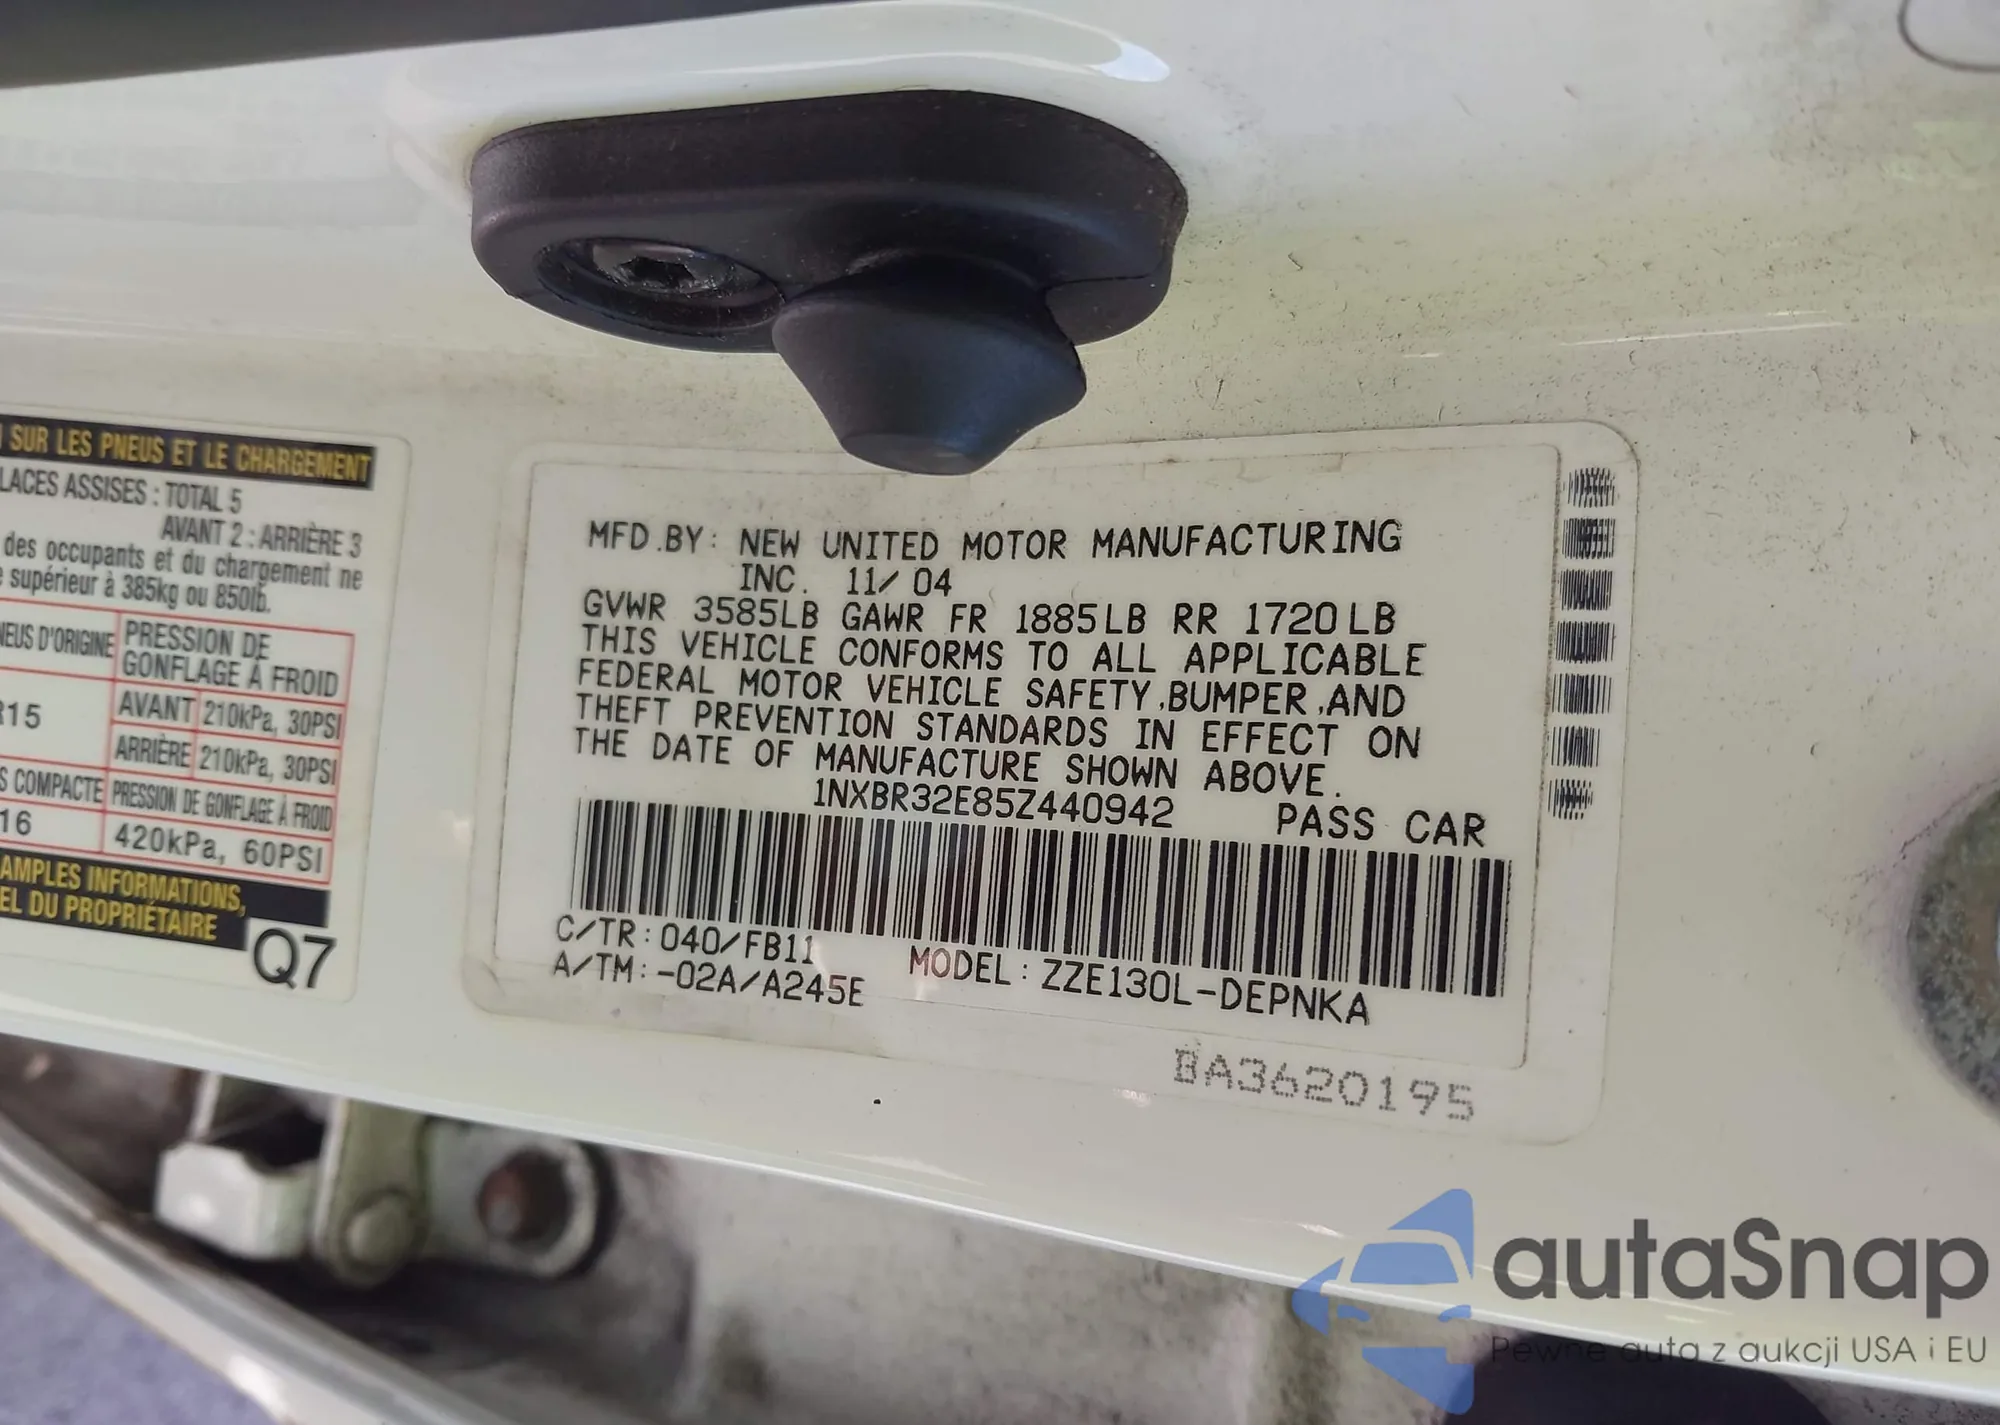 SUR LES PNEUS ET LE CHARGEMENT
LACES ASSISES : TOTAL 5
AVANT 2 : ARRIÈRE 3
des occupants et du chargement ne
supérieur à 385kg ou 850lb.
NEUS D'ORIGINE PRESSION DE
GONFLAGE À FROID
R15 AVANT 210kPa, 30PSI
ARRIÈRE 210kPa, 30PSI
S COMPACTE PRESSION DE GONFLAGE À FROID
16 420kPa, 60PSI
AMPLES INFORMATIONS,
EL DU PROPRIÉTAIRE
Q7
MFD.BY: NEW UNITED MOTOR MANUFACTURING
INC. 11/ 04
GVWR 3585LB GAWR FR 1885LB RR 1720LB
THIS VEHICLE CONFORMS TO ALL APPLICABLE
FEDERAL MOTOR VEHICLE SAFETY,BUMPER,AND
THEFT PREVENTION STANDARDS IN EFFECT ON
THE DATE OF MANUFACTURE SHOWN ABOVE.
1NXBR32E85Z440942 PASS CAR
C/TR:040/FB11 MODEL:ZZE130L-DEPNKA
A/TM:-02A/A245E
BA3620195
autaSnap
Pewne auta z aukcji USA i EU